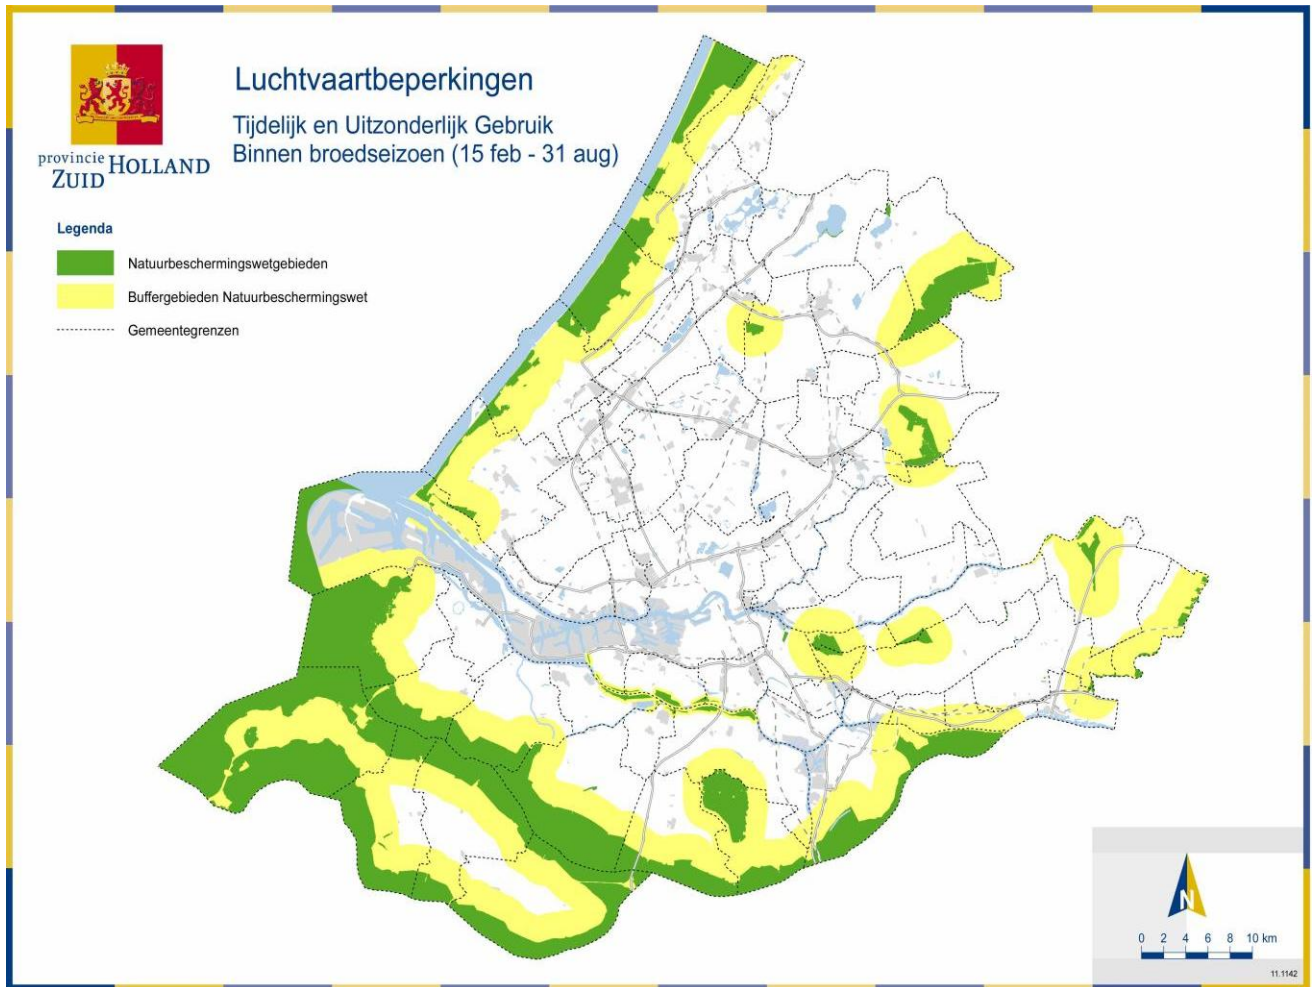 provincie HOLLAND
ZUID
Luchtvaartbeperkingen
Tijdelijk en Uitzonderlijk Gebruik
Binnen broedseizoen (15 feb - 31 aug)
Legenda
Natuurbeschermingswetgebieden
Buffergebieden Natuurbeschermingswet
Gemeentegrenzen
N
0 2 4 6 8 10 km
11.1142